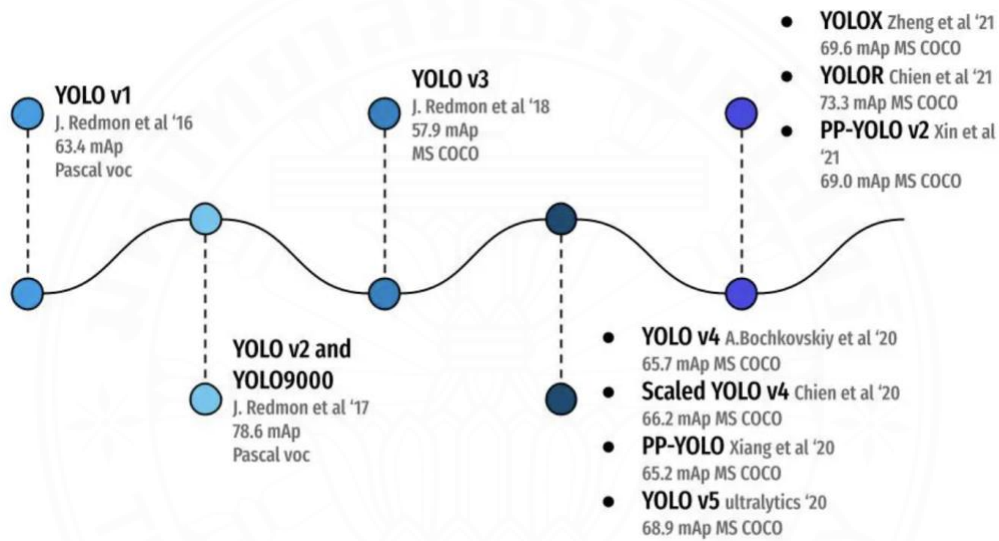 YOLO v1
J. Redmon et al ‘16
63.4 mAp
Pascal voc
YOLO v2 and
YOLO9000
J. Redmon et al ‘17
78.6 mAp
Pascal voc
YOLO v3
J. Redmon et al ‘18
57.9 mAp
MS COCO
• YOLO v4 A.Bochkovskiy et al ‘20
65.7 mAp MS COCO
• Scaled YOLO v4 Chien et al ‘20
66.2 mAp MS COCO
• PP-YOLO Xiang et al ‘20
65.2 mAp MS COCO
• YOLO v5 ultralytics ‘20
68.9 mAp MS COCO
• YOLOX Zheng et al ‘21
69.6 mAp MS COCO
• YOLOR Chien et al ‘21
73.3 mAp MS COCO
• PP-YOLO v2 Xin et al
‘21
69.0 mAp MS COCO